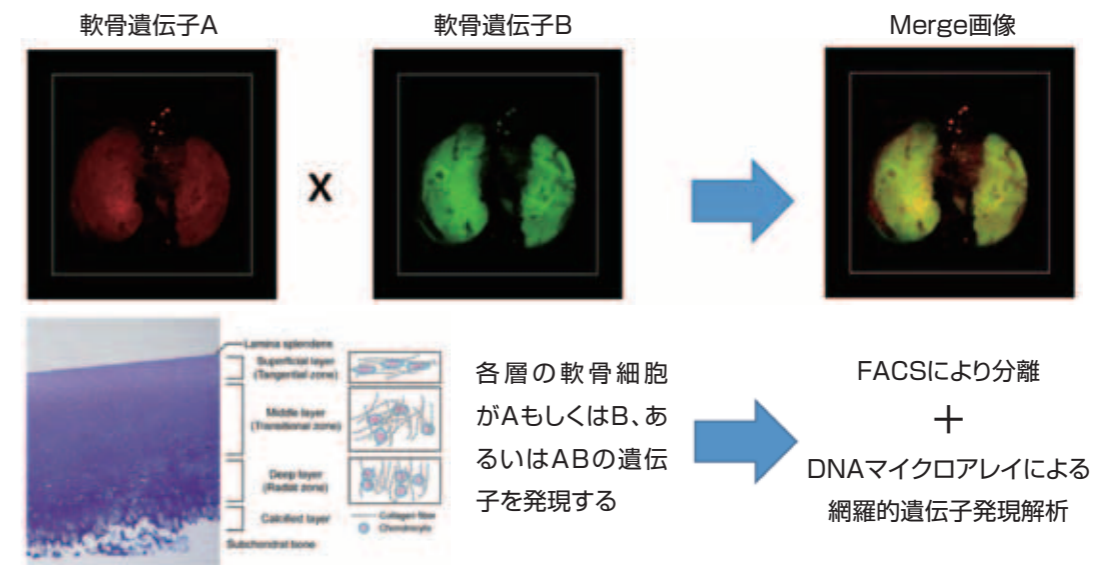 軟骨遺伝子A
軟骨遺伝子B
Merge画像
X
Lamina splendens
Superficial layer
(Tangential zone)
Middle layer
(Transitional zone)
Deep layer
(Radial zone)
Calcified layer
Subchondral bone
Collagen fiber
Chondrocyte
各層の軟骨細胞
がAもしくはB、あ
るいはABの遺伝
子を発現する
FACSにより分離
+
DNAマイクロアレイによる
網羅的遺伝子発現解析